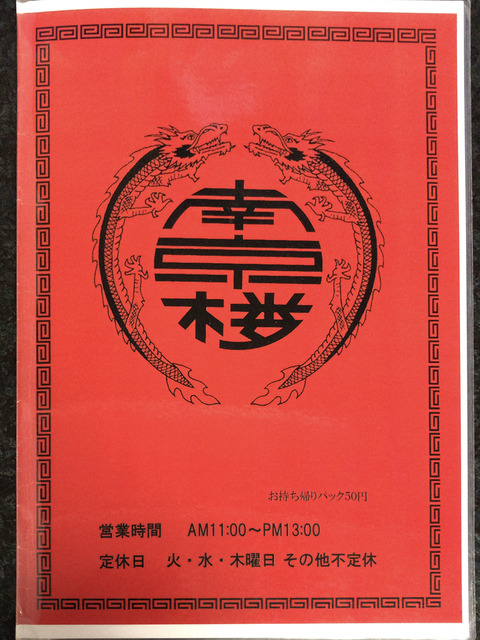 南京楼
お持ち帰りパック50円
営業時間 AM11:00～PM13:00
定休日 火・水・木曜日 その他不定休